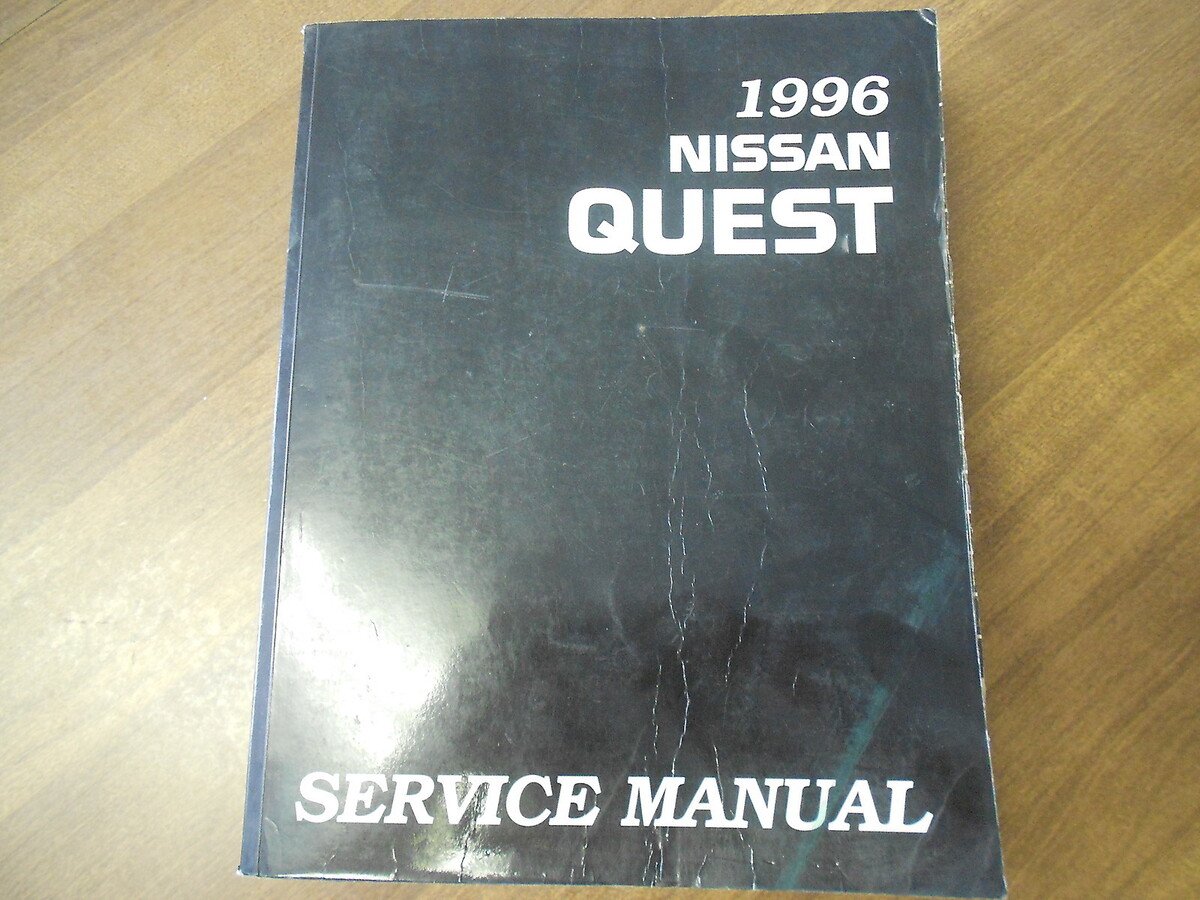 1996
NISSAN
QUEST
SERVICE MANUAL